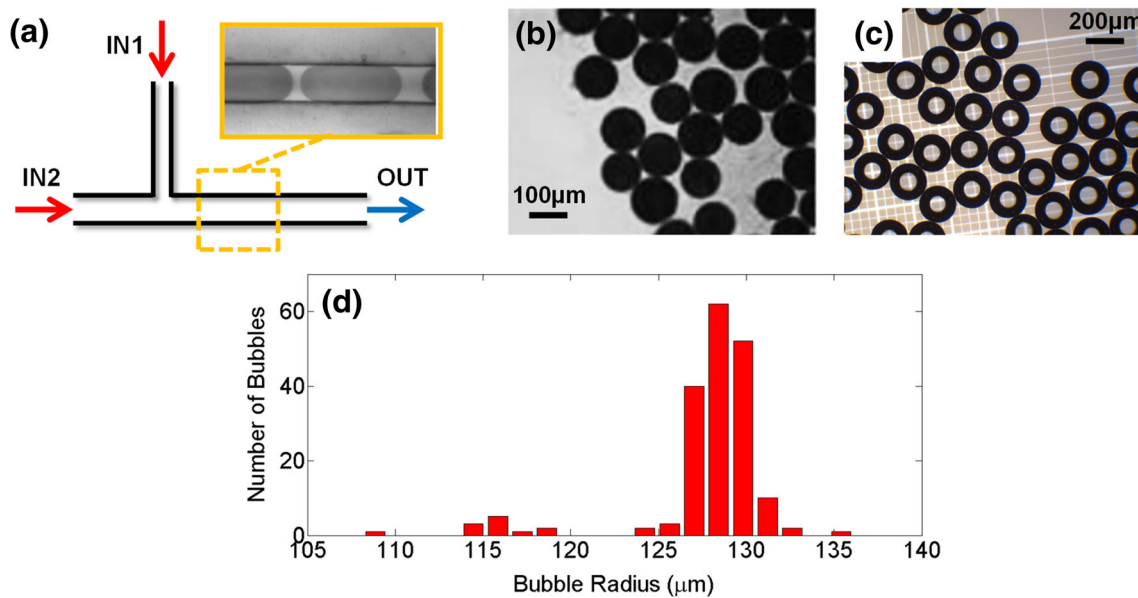 (a)
IN1
IN2
OUT
(b)
100μm
(c)
200μm
(d)
Number of Bubbles
60
40
20
0
105 110 115 120 125 130 135 140
Bubble Radius (μm)